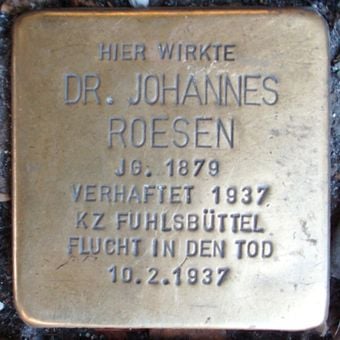 HIER WIRKTE
DR. JOHANNES
ROESEN
JG. 1879
VERHAFTET 1937
KZ FUHLSBÜTTEL
FLUCHT IN DEN TOD
10.2.1937